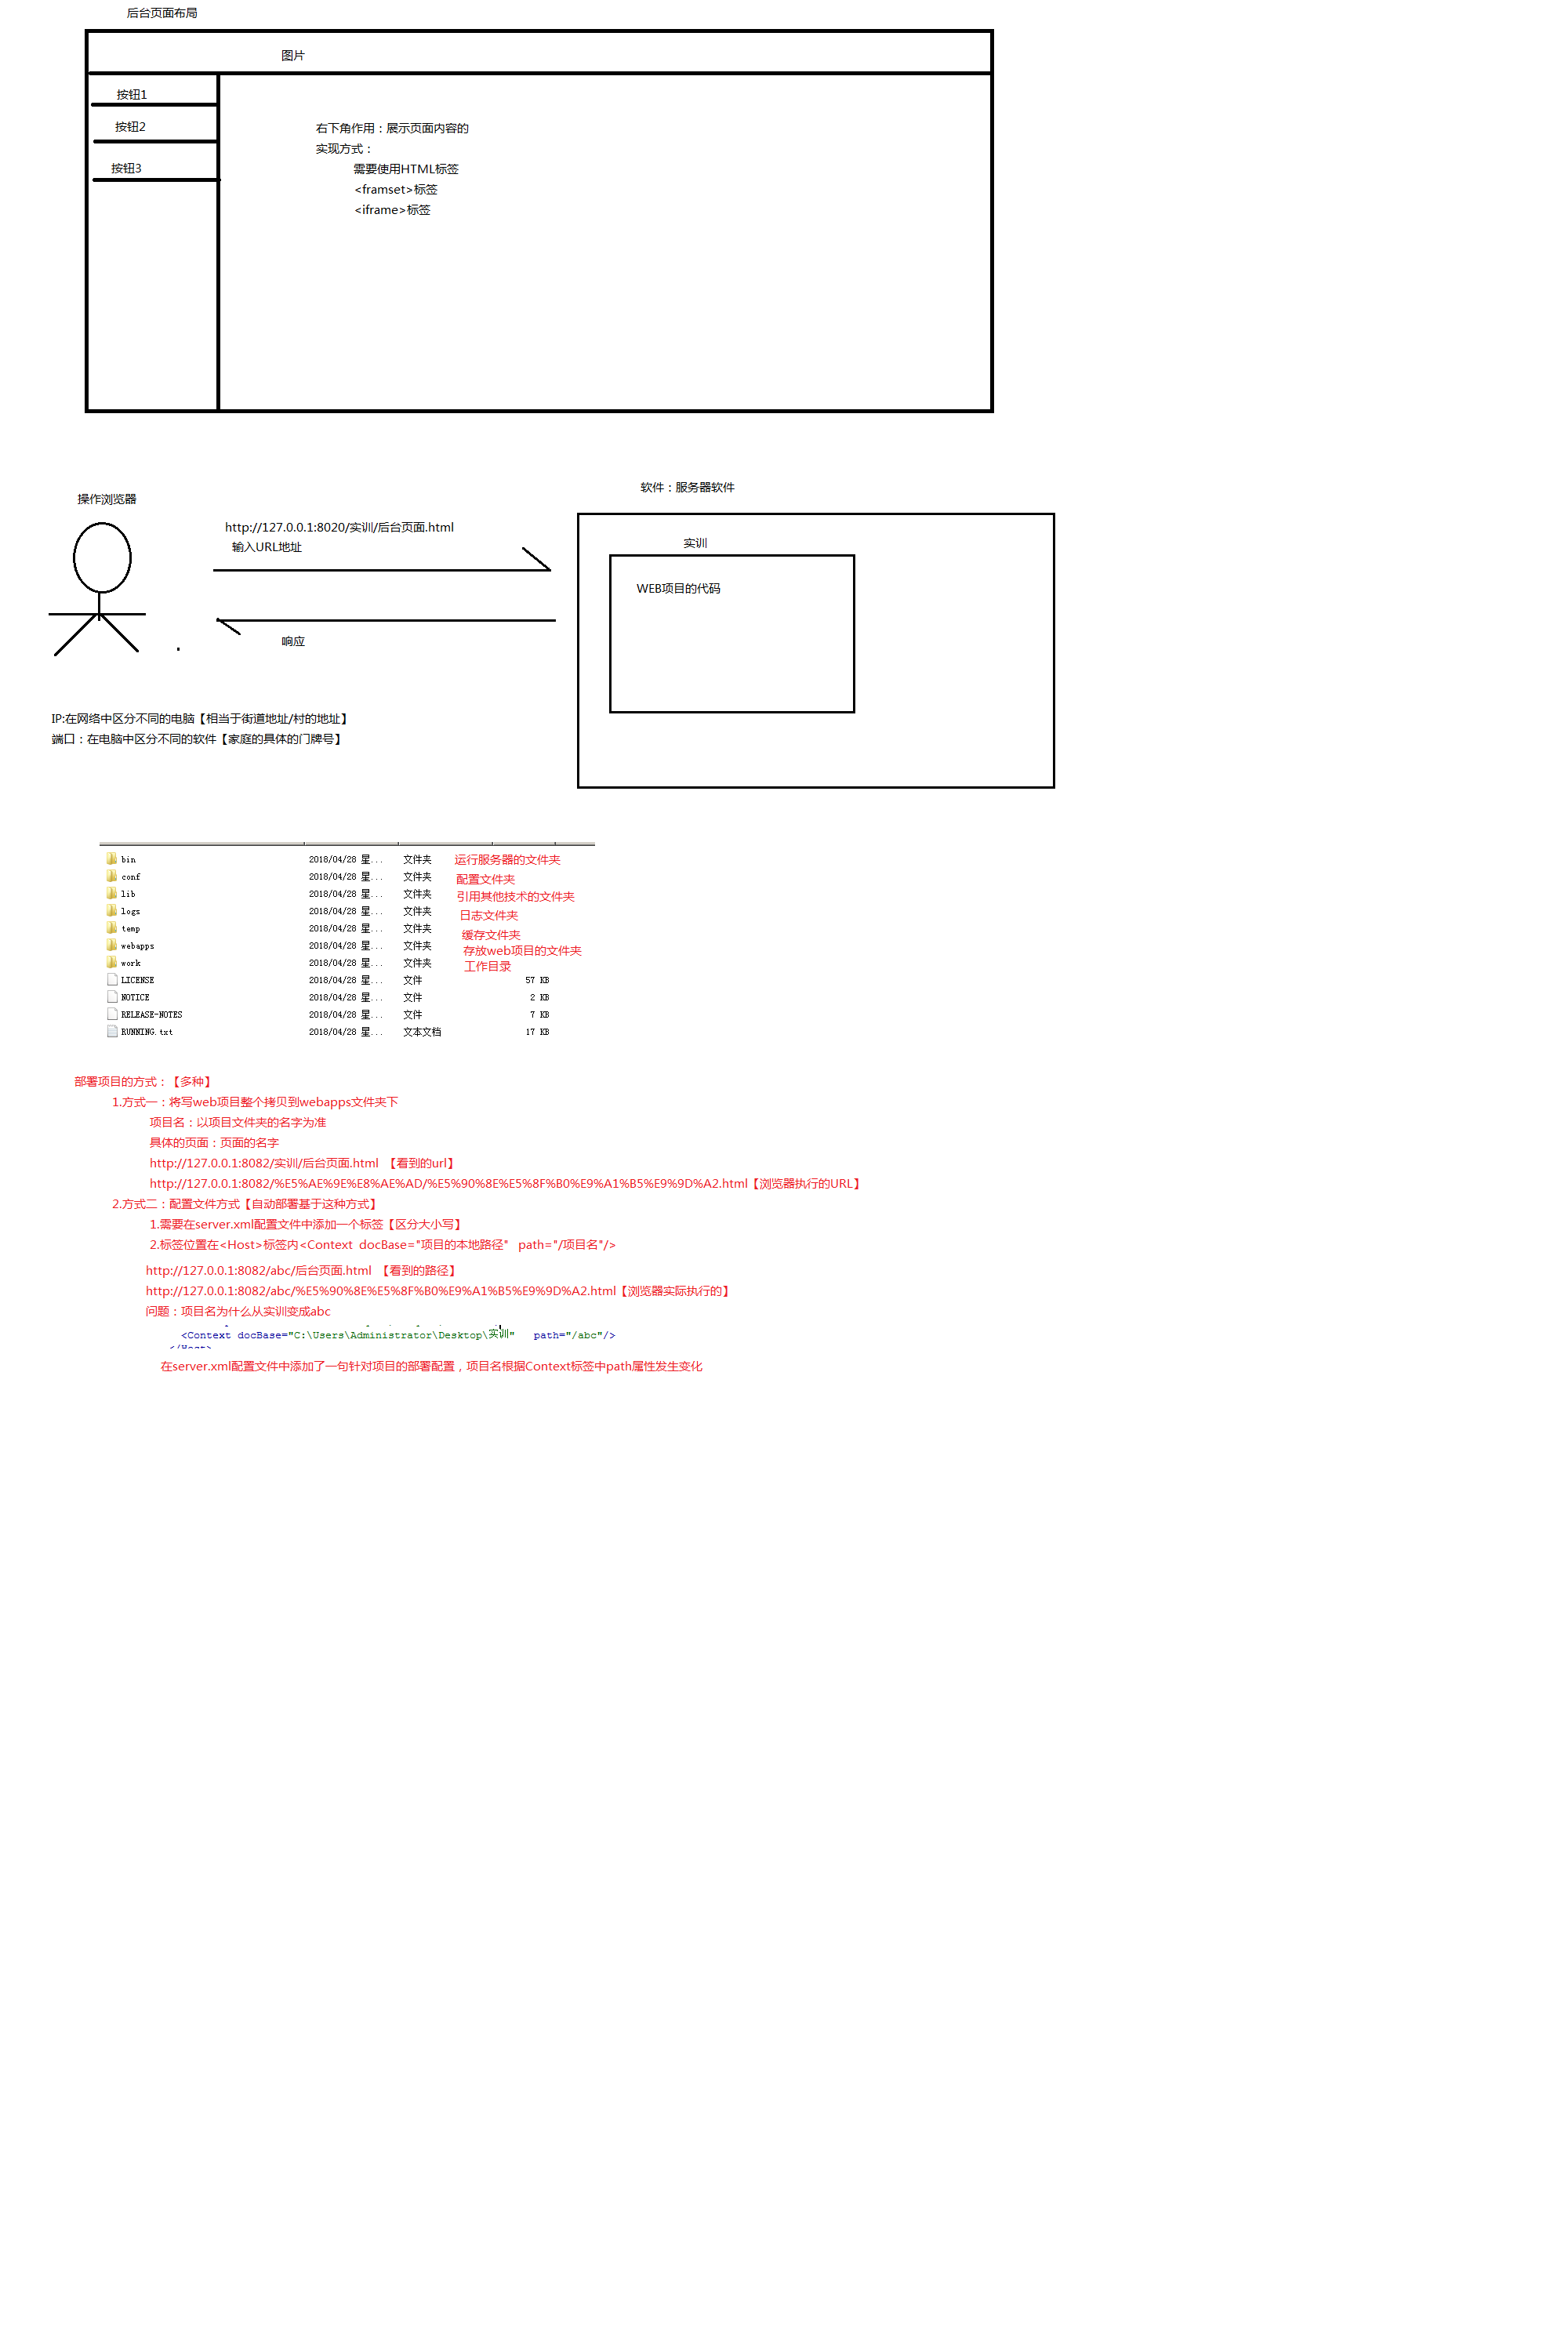 后台页面布局
图片
按钮1
按钮2
按钮3
右下角作用：展示页面内容的
实现方式：
需要使用HTML标签
<framset>标签
<iframe>标签
软件：服务器软件
操作浏览器
http://127.0.0.1:8020/实训/后台页面.html
输入URL地址
实训
WEB项目的代码
响应
IP:在网络中区分不同的电脑【相当于街道地址/村的地址】
端口：在电脑中区分不同的软件【家庭的具体的门牌号】
bin 2018/04/28 星... 文件夹 运行服务器的文件夹
conf 2018/04/28 星... 文件夹 配置文件夹
lib 2018/04/28 星... 文件夹 引用其他技术的文件夹
logs 2018/04/28 星... 文件夹 日志文件夹
temp 2018/04/28 星... 文件夹 缓存文件夹
webapps 2018/04/28 星... 文件夹 存放web项目的文件夹
work 2018/04/28 星... 文件夹 工作目录
LICENSE 2018/04/28 星... 文件 57 KB
NOTICE 2018/04/28 星... 文件 2 KB
RELEASE-NOTES 2018/04/28 星... 文件 7 KB
RUNNING.txt 2018/04/28 星... 文本文档 17 KB
部署项目的方式：【多种】
1.方式一：将写web项目整个拷贝到webapps文件夹下
项目名：以项目文件夹的名字为准
具体的页面：页面的名字
http://127.0.0.1:8082/实训/后台页面.html 【看到的url】
http://127.0.0.1:8082/%E5%AE%9E%E8%AE%AD/%E5%90%8E%E5%8F%B0%E9%A1%B5%E9%9D%A2.html【浏览器执行的URL】
2.方式二：配置文件方式【自动部署基于这种方式】
1.需要在server.xml配置文件中添加一个标签【区分大小写】
2.标签位置在<Host>标签内<Context docBase="项目的本地路径" path="/项目名"/>
http://127.0.0.1:8082/abc/后台页面.html 【看到的路径】
http://127.0.0.1:8082/abc/%E5%90%8E%E5%8F%B0%E9%A1%B5%E9%9D%A2.html【浏览器实际执行的】
问题：项目名为什么从实训变成abc
<Context docBase="C:\Users\Administrator\Desktop\实训" path="/abc"/>
</Host>
在server.xml配置文件中添加了一句针对项目的部署配置，项目名根据Context标签中path属性发生变化